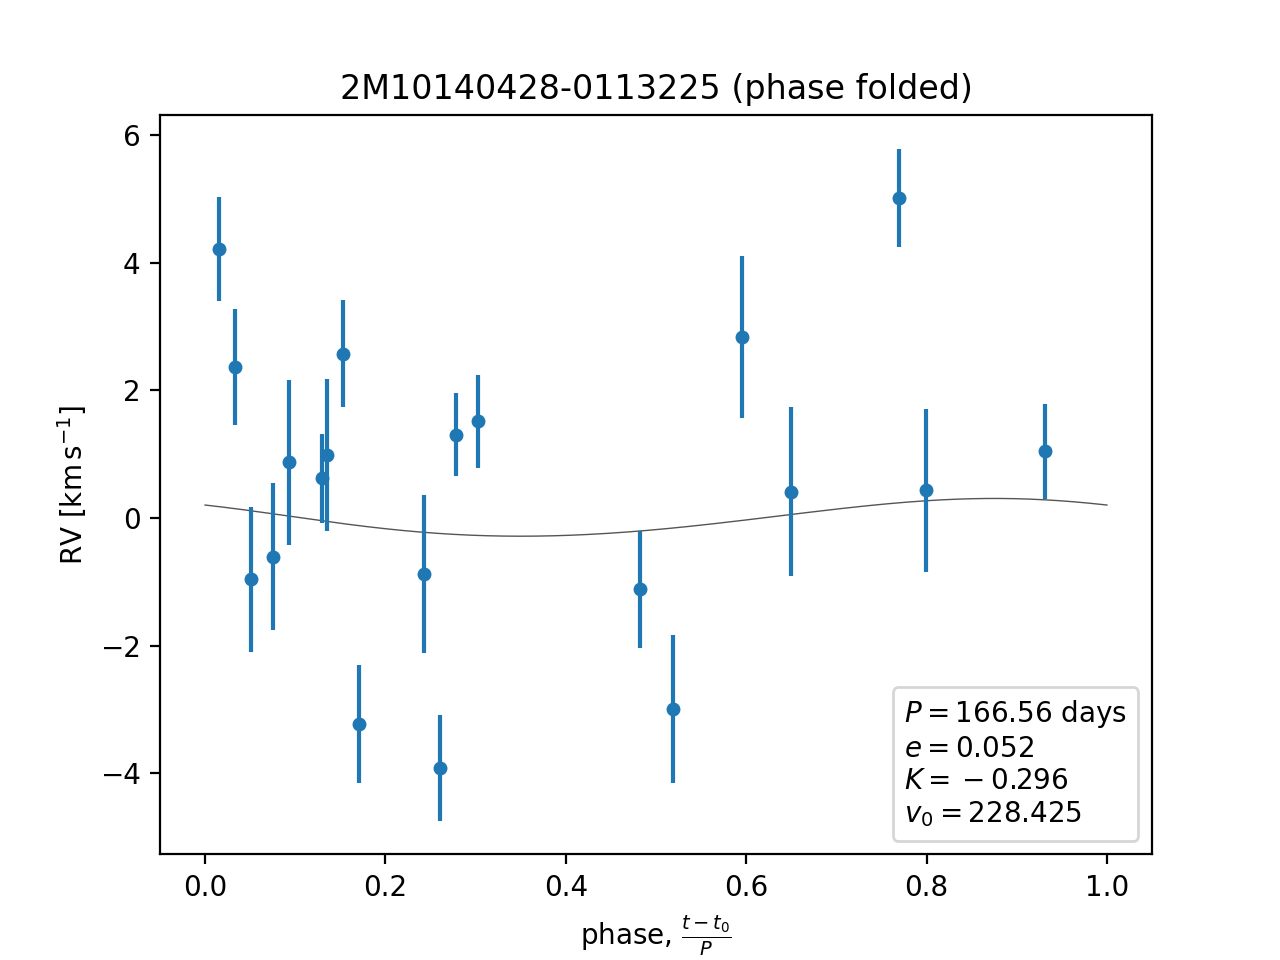 2M10140428-0113225 (phase folded)
6
4
2
0
−2
−4
RV [km s⁻¹]
P = 166.56 days
e = 0.052
K = −0.296
v₀ = 228.425
0.0 0.2 0.4 0.6 0.8 1.0
phase, (t − t₀)/P